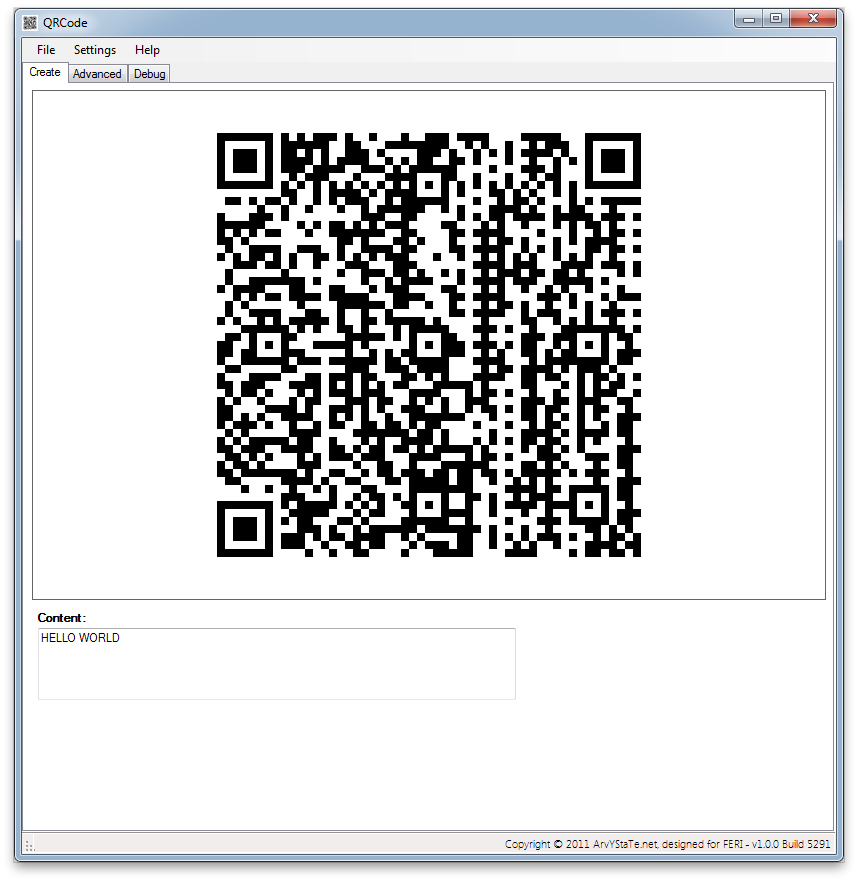 QRCode
File Settings Help
Create Advanced Debug
Content:
HELLO WORLD
Copyright © 2011 ArvYStaTe.net, designed for FERI - v1.0.0 Build 5291